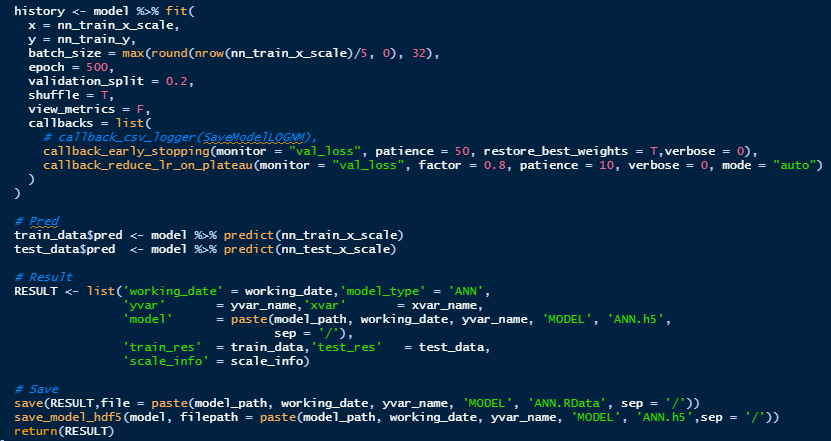 history <- model %>% fit(
  x = nn_train_x_scale,
  y = nn_train_y,
  batch_size = max(round(nrow(nn_train_x_scale)/5, 0), 32),
  epoch = 500,
  validation_split = 0.2,
  shuffle = T,
  view_metrics = F,
  callbacks = list(
    # callback_csv_logger(SaveModelLOGNM),
    callback_early_stopping(monitor = "val_loss", patience = 50, restore_best_weights = T,verbose = 0),
    callback_reduce_lr_on_plateau(monitor = "val_loss", factor = 0.8, patience = 10, verbose = 0, mode = "auto")
  )
)
# Pred
train_data$pred <- model %>% predict(nn_train_x_scale)
test_data$pred  <- model %>% predict(nn_test_x_scale)
# Result
RESULT <- list('working_date' = working_date,'model_type' = 'ANN',
               'yvar'       = yvar_name,'xvar'       = xvar_name,
               'model'      = paste(model_path, working_date, yvar_name, 'MODEL', 'ANN.h5',
                                    sep = '/'),
               'train_res'  = train_data,'test_res'   = test_data,
               'scale_info' = scale_info)
# Save
save(RESULT,file = paste(model_path, working_date, yvar_name, 'MODEL', 'ANN.RData', sep = '/'))
save_model_hdf5(model, filepath = paste(model_path, working_date, yvar_name, 'MODEL', 'ANN.h5',sep = '/'))
return(RESULT)